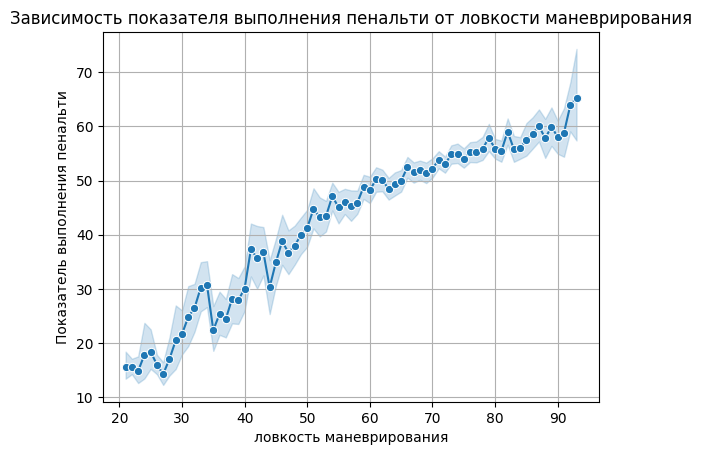 Зависимость показателя выполнения пенальти от ловкости маневрирования
Показатель выполнения пенальти
70
60
50
40
30
20
10
20 30 40 50 60 70 80 90
ловкость маневрирования